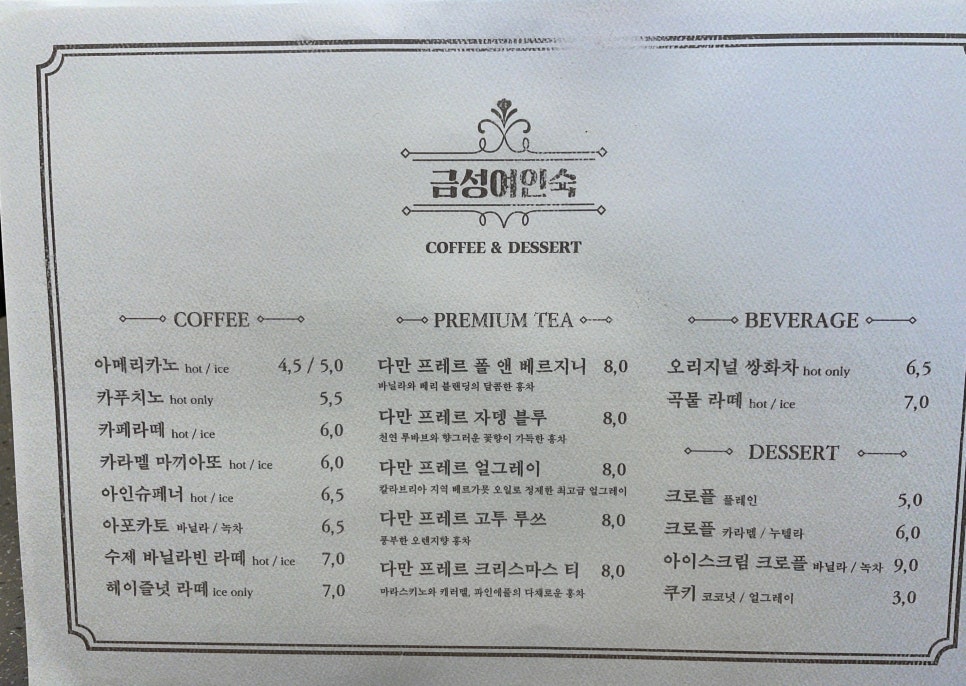 금성여인숙
COFFEE & DESSERT
COFFEE
아메리카노 hot / ice 4,5 / 5,0
카푸치노 hot only 5,5
카페라떼 hot / ice 6,0
카라멜 마끼아또 hot / ice 6,0
아인슈페너 hot / ice 6,5
아포카토 바닐라 / 녹차 6,5
수제 바닐라빈 라떼 hot / ice 7,0
헤이즐넛 라떼 ice only 7,0
PREMIUM TEA
다만 프레르 폴 앤 베르지니 8,0
바닐라와 베리 블렌딩의 달콤한 홍차
다만 프레르 자뎅 블루 8,0
천연 루바브와 향그러운 꽃향이 가득한 홍차
다만 프레르 얼그레이 8,0
칼라브리아 지역 베르가못 오일로 정제한 최고급 얼그레이
다만 프레르 고투 루쓰 8,0
풍부한 오렌지향 홍차
다만 프레르 크리스마스 티 8,0
마라스키노와 캐러멜, 파인애플의 다채로운 홍차
BEVERAGE
오리지널 쌍화차 hot only 6,5
곡물 라떼 hot / ice 7,0
DESSERT
크로플 플레인 5,0
크로플 카라멜 / 누텔라 6,0
아이스크림 크로플 바닐라 / 녹차 9,0
쿠키 코코넛 / 얼그레이 3,0